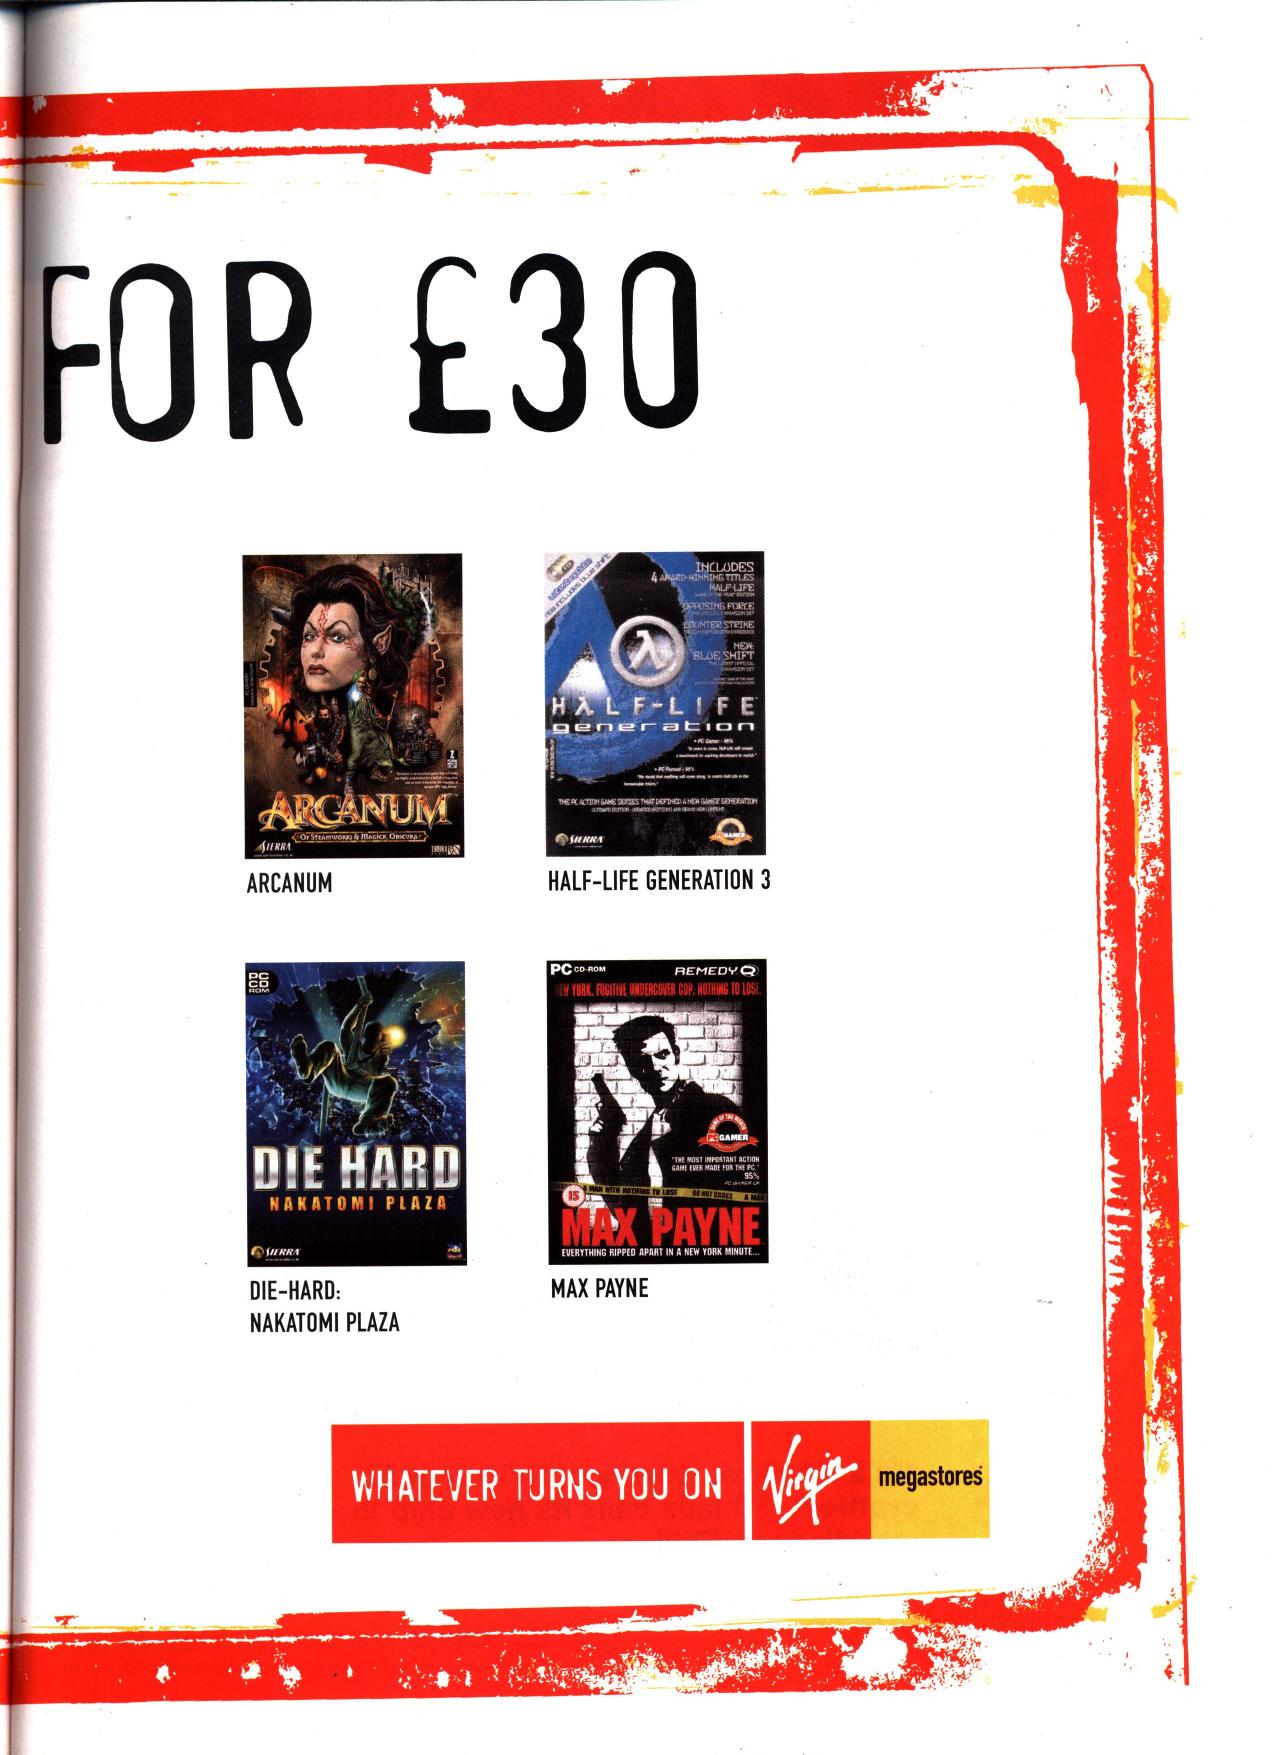 FOR £30
INCLUDES
4 AWARD-WINNING TITLES
HALF-LIFE
OPPOSING FORCE
COUNTER STRIKE
NEW:
BLUE SHIFT
HALF-LIFE
generation
THE PC ACTION GAME SERIES THAT DEFINED A NEW GAMER GENERATION
SIERRA
ARCANUM
OF STEAMWORKS & MAGICK OBSCURA
SIERRA
ARCANUM
HALF-LIFE GENERATION 3
PC
CD
ROM
DIE HARD
NAKATOMI PLAZA
SIERRA
PC CD-ROM
REMEDY
NEW YORK. FUGITIVE UNDERCOVER COP. NOTHING TO LOSE.
PC GAMER
"THE MOST IMPORTANT ACTION
GAME EVER MADE FOR THE PC."
95%
PC GAMER UK
A MAN WITH NOTHING TO LOSE DO NOT CROSS A MAN
15
MAX PAYNE
EVERYTHING RIPPED APART IN A NEW YORK MINUTE...
DIE-HARD:
NAKATOMI PLAZA
MAX PAYNE
WHATEVER TURNS YOU ON
Virgin
megastores